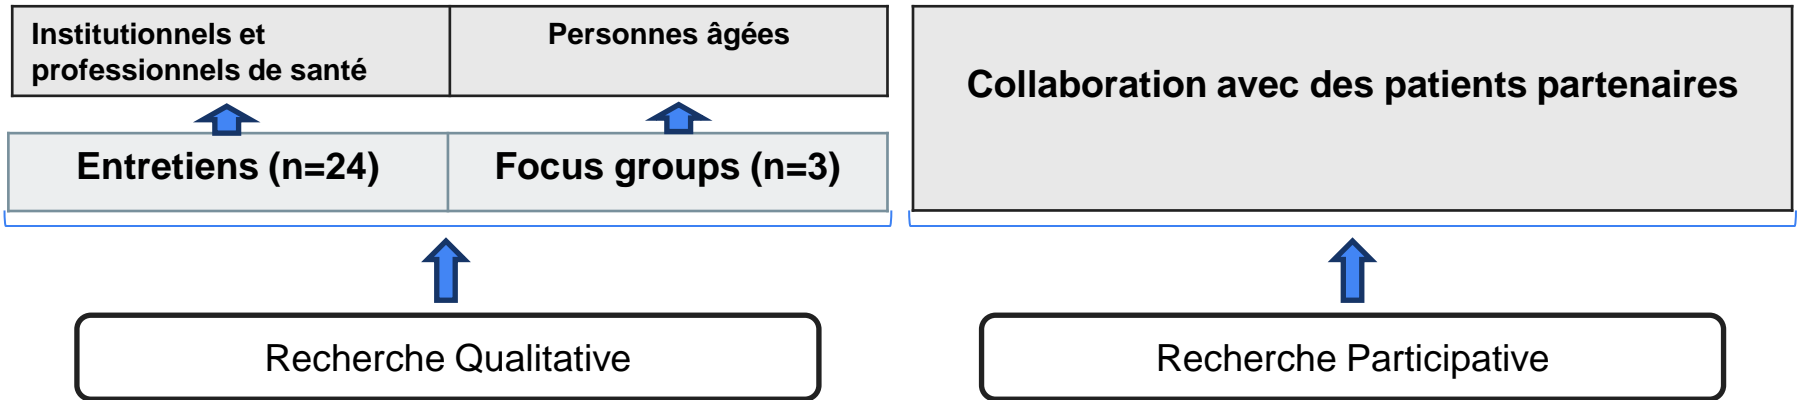 Institutionnels et
professionnels de santé
Personnes âgées
Collaboration avec des patients partenaires
Entretiens (n=24)
Focus groups (n=3)
Recherche Qualitative
Recherche Participative